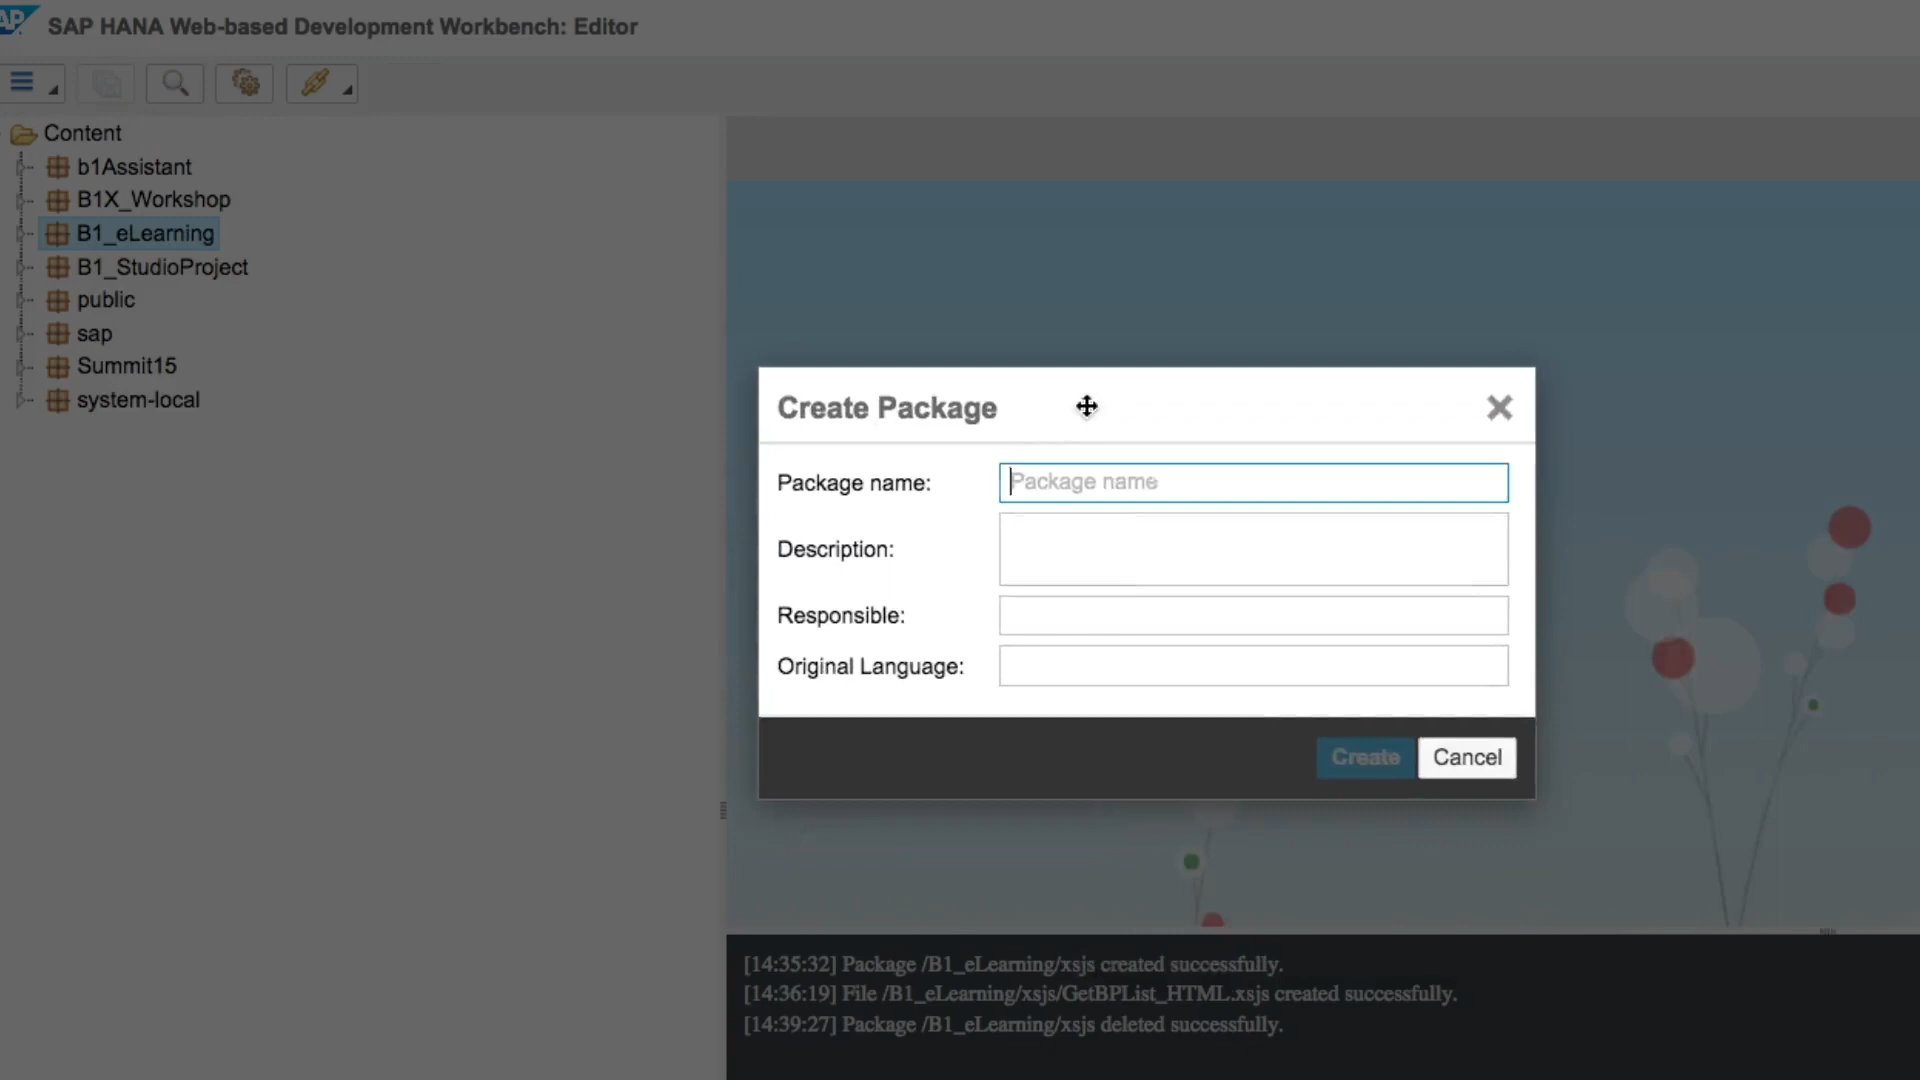 SAP HANA Web-based Development Workbench: Editor
Content
b1Assistant
B1X_Workshop
B1_eLearning
B1_StudioProject
public
sap
Summit15
system-local
Create Package
Package name:
Package name
Description:
Responsible:
Original Language:
Create
Cancel
[14:35:32] Package /B1_eLearning/xsjs created successfully.
[14:36:19] File /B1_eLearning/xsjs/GetBPList_HTML.xsjs created successfully.
[14:39:27] Package /B1_eLearning/xsjs deleted successfully.